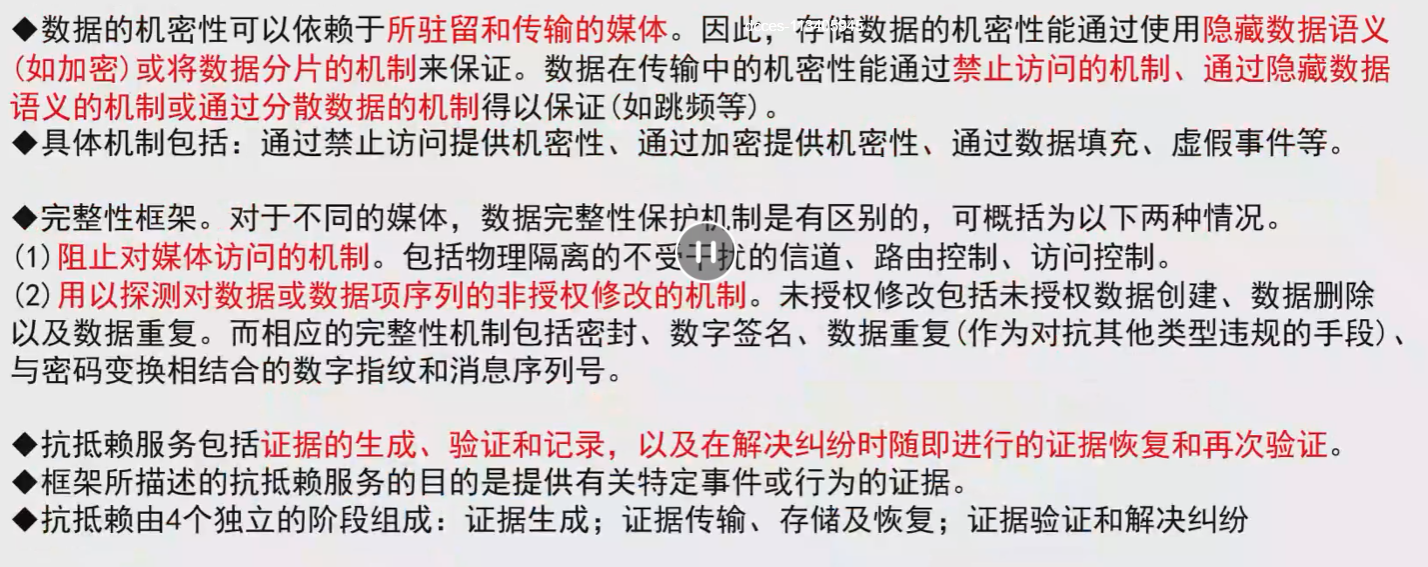 ◆数据的机密性可以依赖于所驻留和传输的媒体。因此，存储数据的机密性能通过使用隐藏数据语义
(如加密)或将数据分片的机制来保证。数据在传输中的机密性能通过禁止访问的机制、通过隐藏数据
语义的机制或通过分散数据的机制得以保证(如跳频等)。
◆具体机制包括：通过禁止访问提供机密性、通过加密提供机密性、通过数据填充、虚假事件等。
◆完整性框架。对于不同的媒体，数据完整性保护机制是有区别的，可概括为以下两种情况。
(1)阻止对媒体访问的机制。包括物理隔离的不受干扰的信道、路由控制、访问控制。
(2)用以探测对数据或数据项序列的非授权修改的机制。未授权修改包括未授权数据创建、数据删除
以及数据重复。而相应的完整性机制包括密封、数字签名、数据重复(作为对抗其他类型违规的手段)、
与密码变换相结合的数字指纹和消息序列号。
◆抗抵赖服务包括证据的生成、验证和记录，以及在解决纠纷时随即进行的证据恢复和再次验证。
◆框架所描述的抗抵赖服务的目的是提供有关特定事件或行为的证据。
◆抗抵赖由4个独立的阶段组成：证据生成；证据传输、存储及恢复；证据验证和解决纠纷